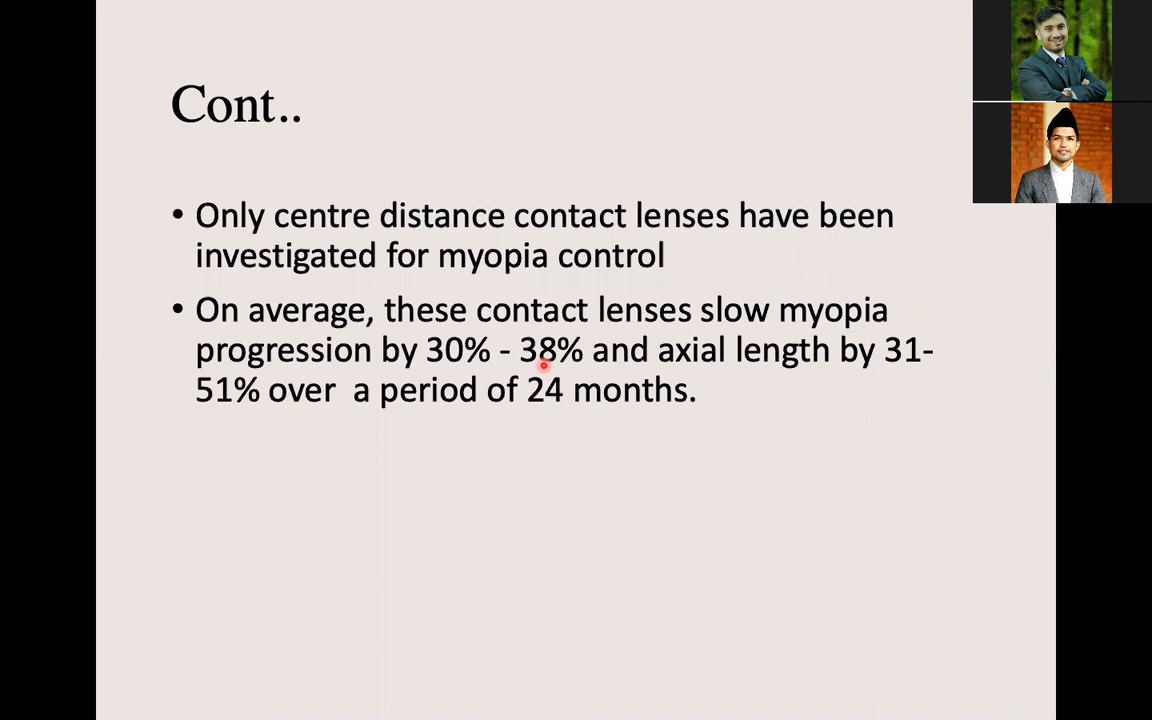 Cont..
• Only centre distance contact lenses have been
investigated for myopia control
• On average, these contact lenses slow myopia
progression by 30% - 38% and axial length by 31-
51% over  a period of 24 months.